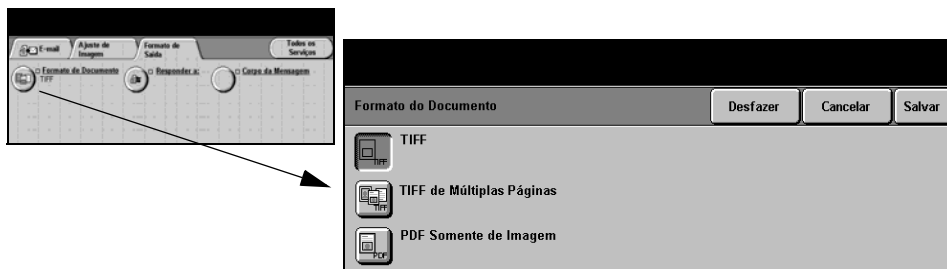 E-mail
Ajuste de
Imagem
Formato de
Saída
Todos os
Serviços
Formato de Documento
TIFF
Responder a:
Corpo da Mensagem
Formato do Documento
Desfazer
Cancelar
Salvar
TIFF
TIFF
TIFF de Múltiplas Páginas
TIFF
PDF Somente de Imagem
PDF